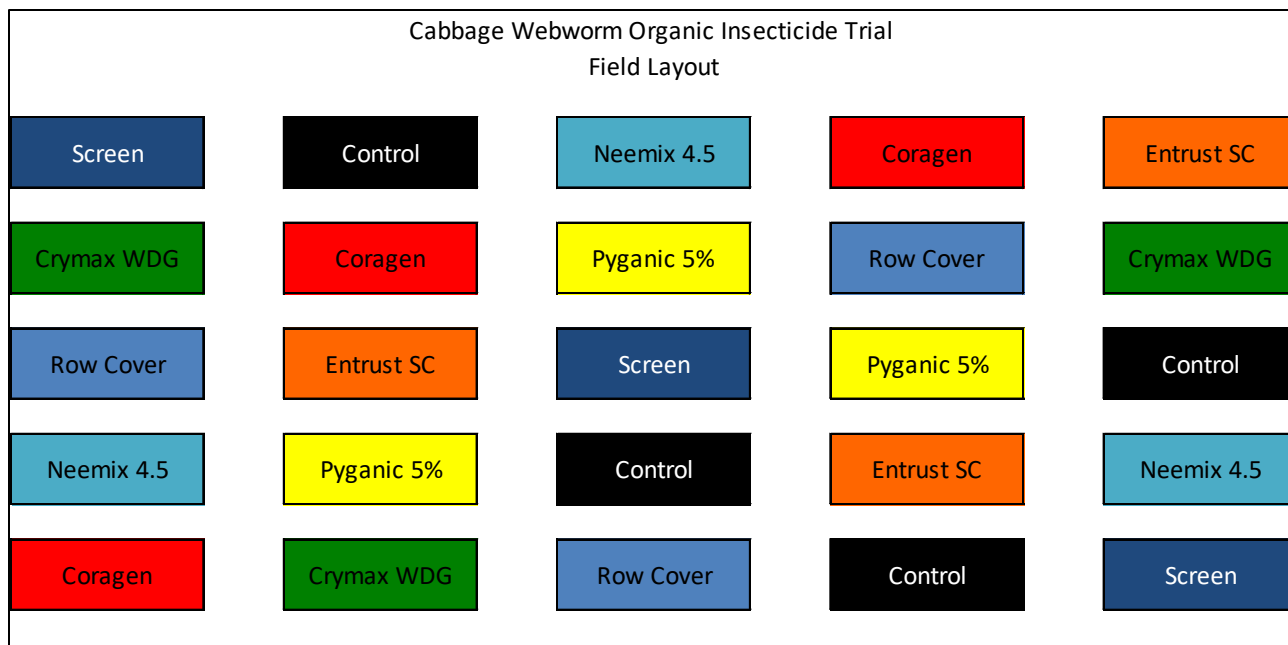 Cabbage Webworm Organic Insecticide Trial
Field Layout
Screen Control Neemix 4.5 Coragen Entrust SC
Crymax WDG Coragen Pyganic 5% Row Cover Crymax WDG
Row Cover Entrust SC Screen Pyganic 5% Control
Neemix 4.5 Pyganic 5% Control Entrust SC Neemix 4.5
Coragen Crymax WDG Row Cover Control Screen